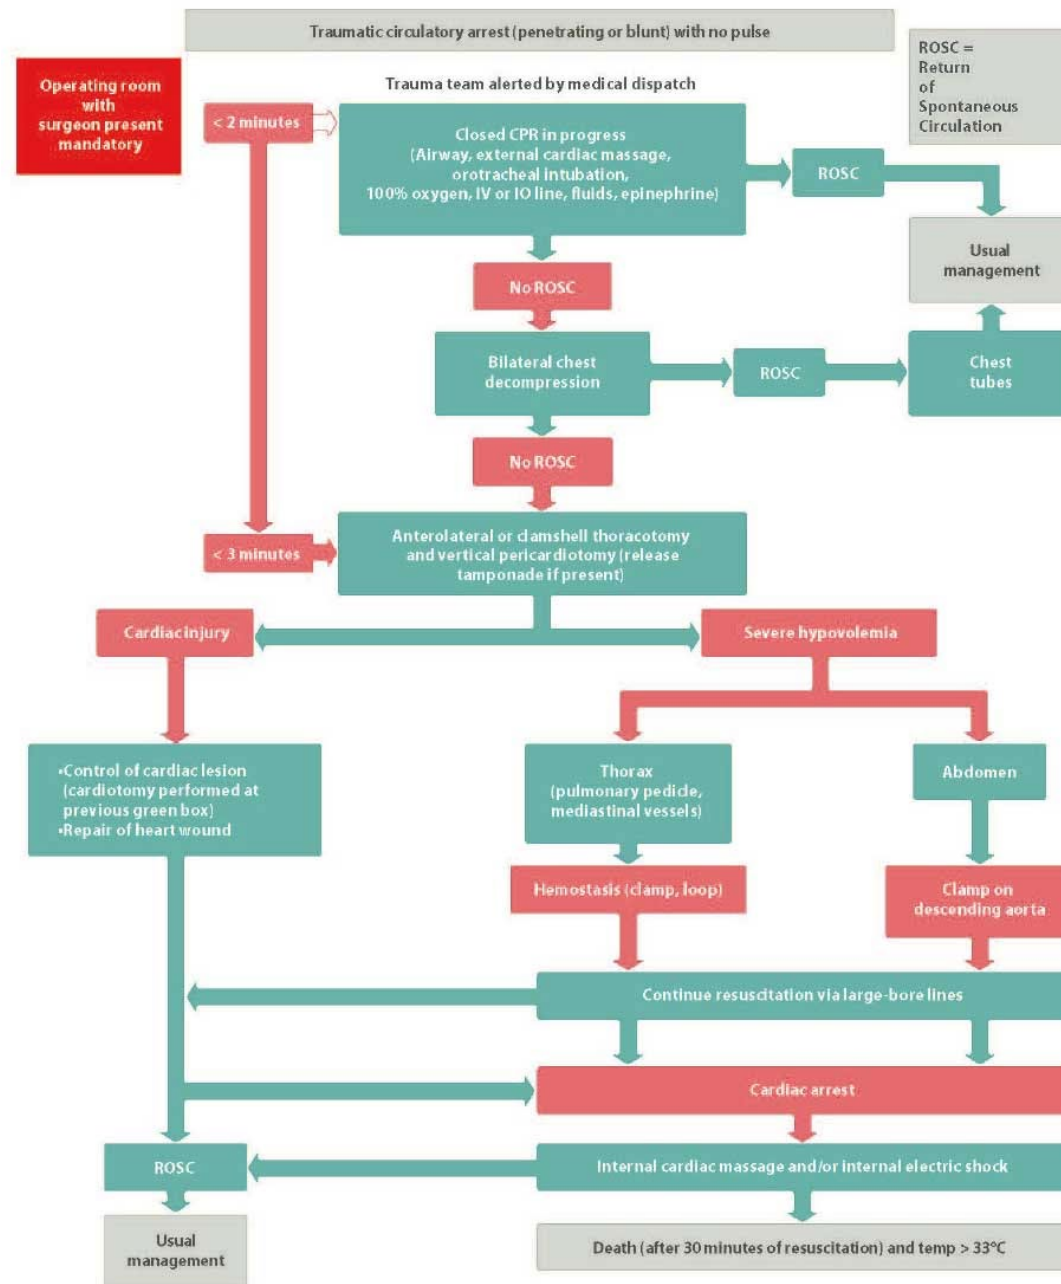 Traumatic circulatory arrest (penetrating or blunt) with no pulse
ROSC =
Return
of
Spontaneous
Circulation
Operating room
with
surgeon present
mandatory
Trauma team alerted by medical dispatch
< 2 minutes
Closed CPR in progress
(Airway, external cardiac massage,
orotracheal intubation,
100% oxygen, IV or IO line, fluids, epinephrine)
ROSC
Usual
management
No ROSC
Bilateral chest
decompression
ROSC
Chest
tubes
No ROSC
< 3 minutes
Anterolateral or clamshell thoracotomy
and vertical pericardiotomy (release
tamponade if present)
Cardiac injury
Severe hypovolemia
•Control of cardiac lesion
(cardiotomy performed at
previous green box)
•Repair of heart wound
Thorax
(pulmonary pedicle,
mediastinal vessels)
Abdomen
Hemostasis (clamp, loop)
Clamp on
descending aorta
Continue resuscitation via large-bore lines
Cardiac arrest
ROSC
Internal cardiac massage and/or internal electric shock
Usual
management
Death (after 30 minutes of resuscitation) and temp > 33°C